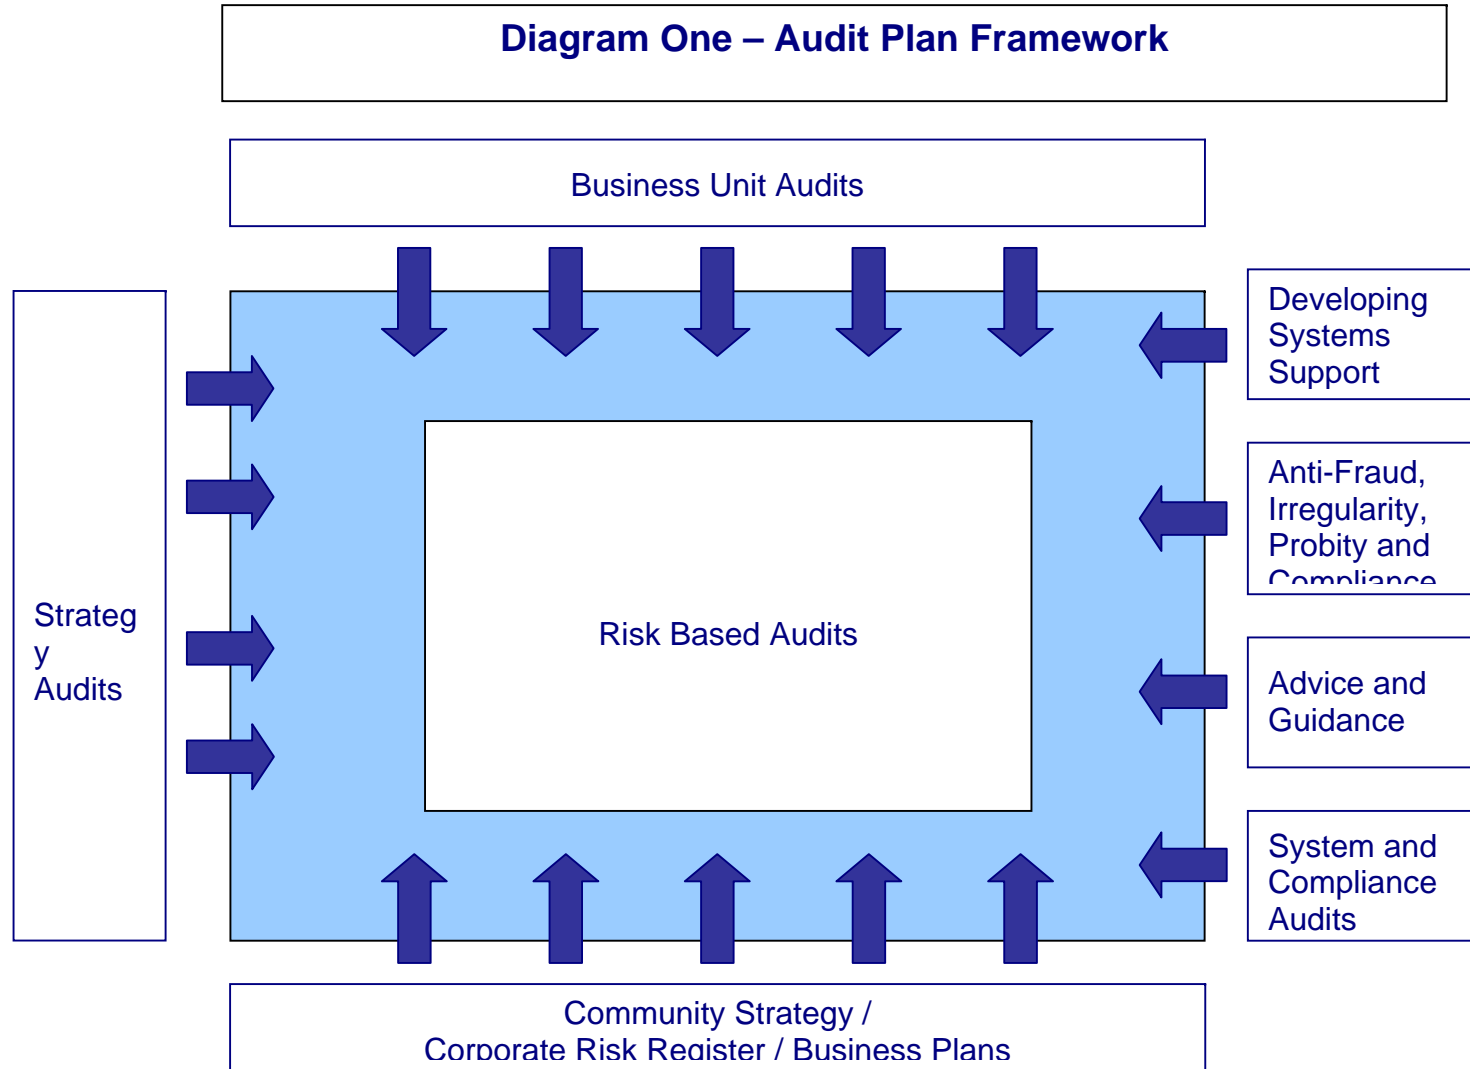 Diagram One – Audit Plan Framework
Business Unit Audits
Developing
Systems
Support
Anti-Fraud,
Irregularity,
Probity and
Compliance
Strateg
y
Audits
Risk Based Audits
Advice and
Guidance
System and
Compliance
Audits
Community Strategy /
Corporate Risk Register / Business Plans